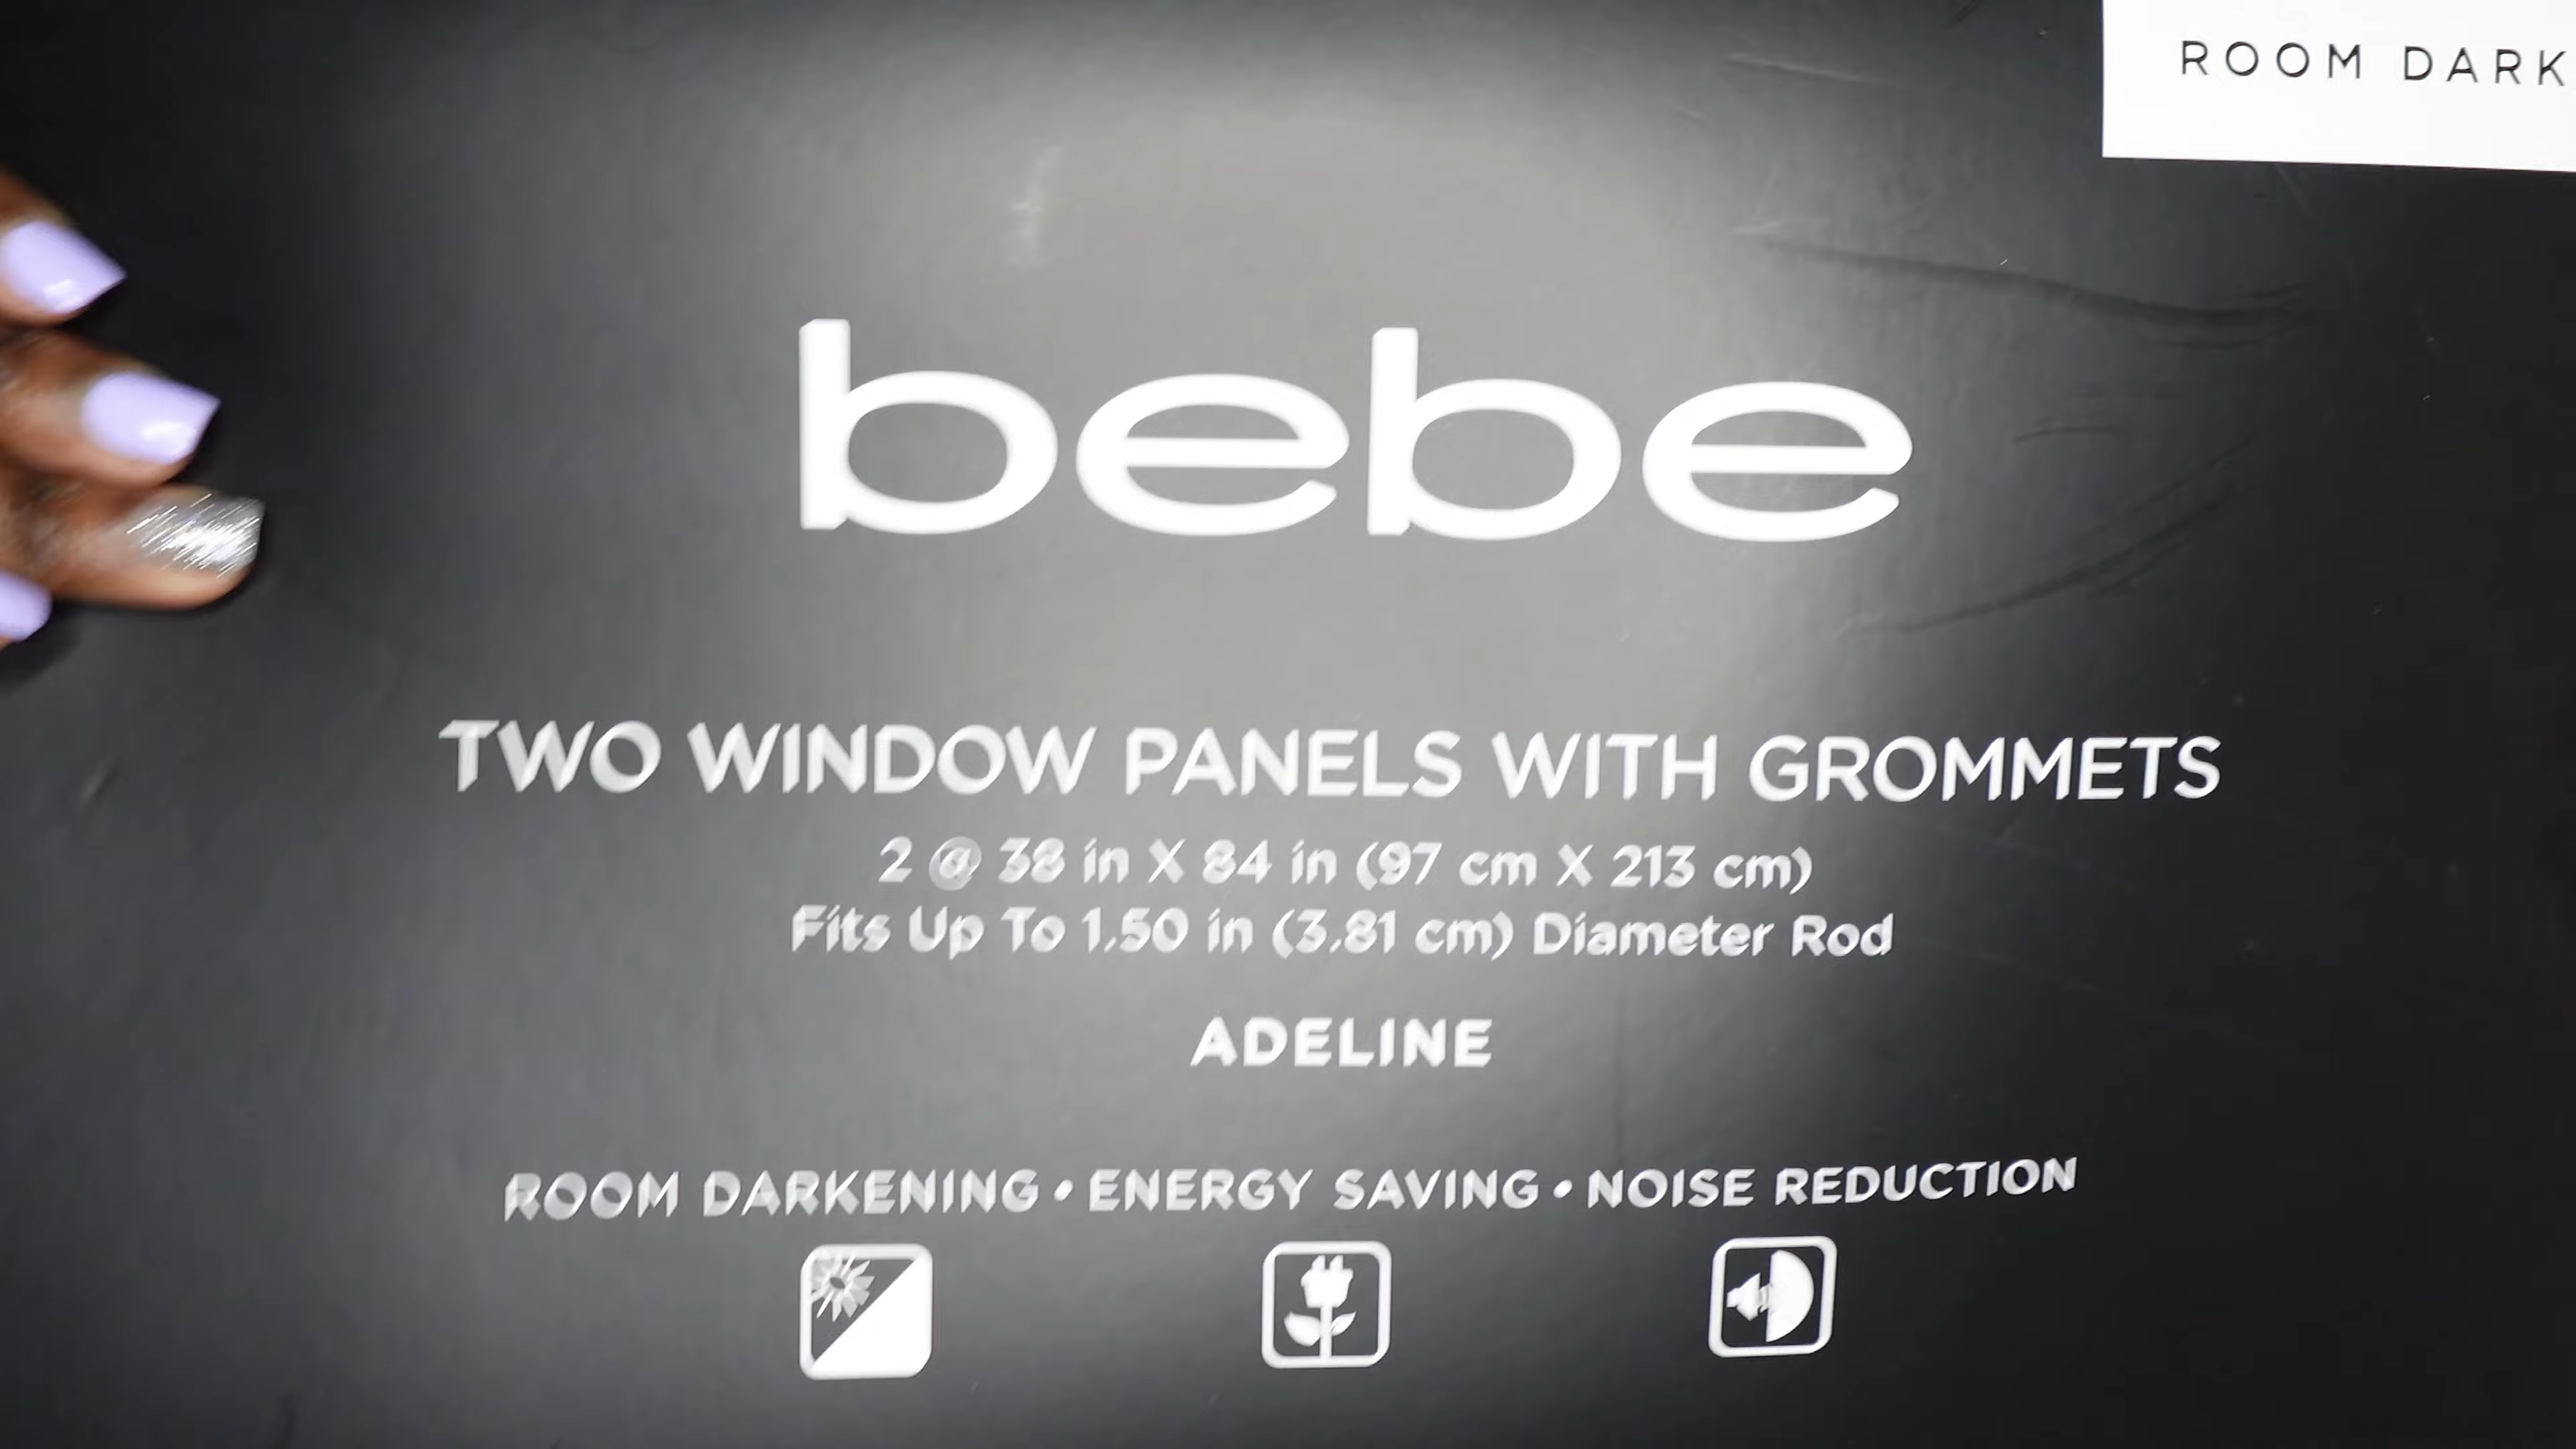 ROOM DARK
bebe
TWO WINDOW PANELS WITH GROMMETS
2 @ 38 in X 84 in (97 cm X 213 cm)
Fits Up To 1.50 in (3.81 cm) Diameter Rod
ADELINE
ROOM DARKENING • ENERGY SAVING • NOISE REDUCTION